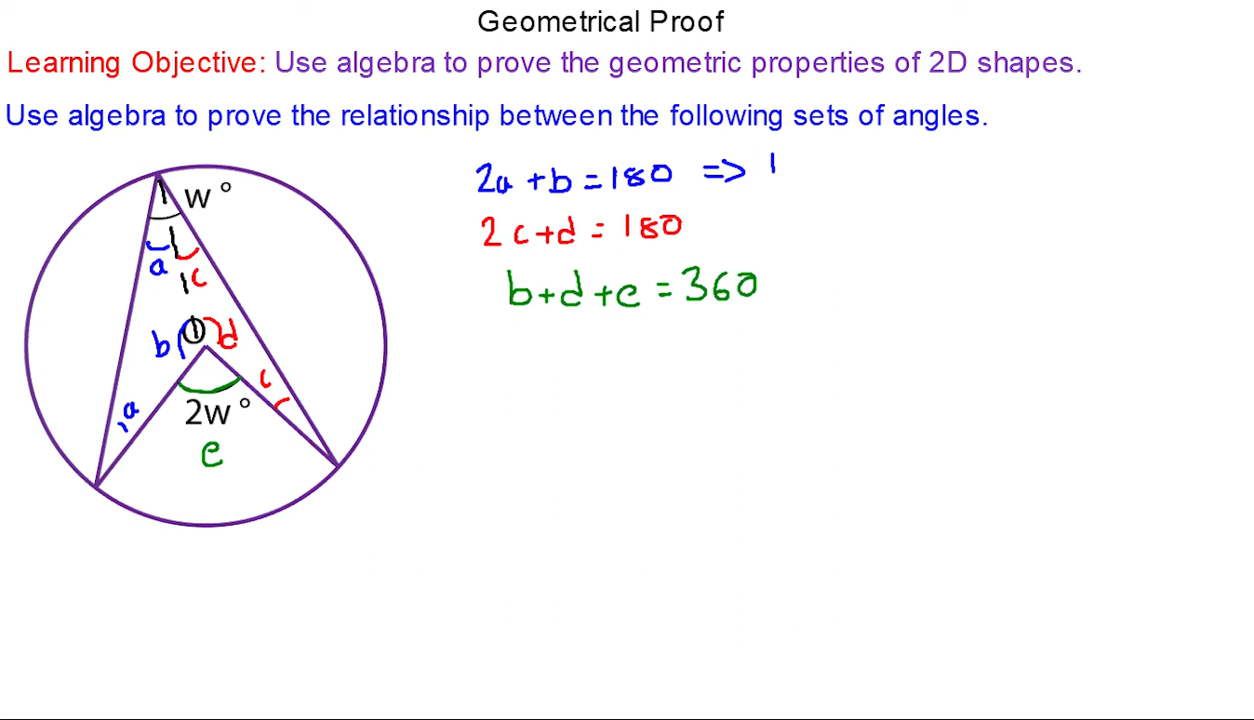 Geometrical Proof
Learning Objective: Use algebra to prove the geometric properties of 2D shapes.
Use algebra to prove the relationship between the following sets of angles.
w °
2a + b = 180 => 1
2c + d = 180
a c
b + d + e = 360
b d
c
a
2w °
e